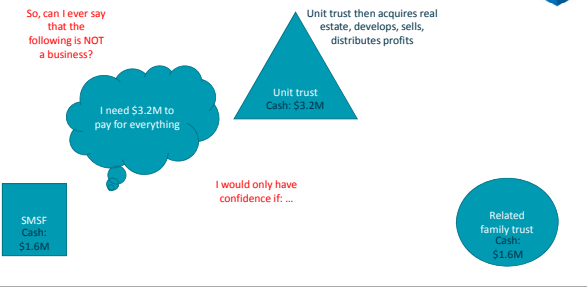 So, can I ever say
that the
following is NOT
a business?
Unit trust then acquires real
estate, develops, sells,
distributes profits
I need $3.2M to
pay for everything
Unit trust
Cash: $3.2M
I would only have
confidence if: ...
SMSF
Cash:
$1.6M
Related
family trust
Cash:
$1.6M